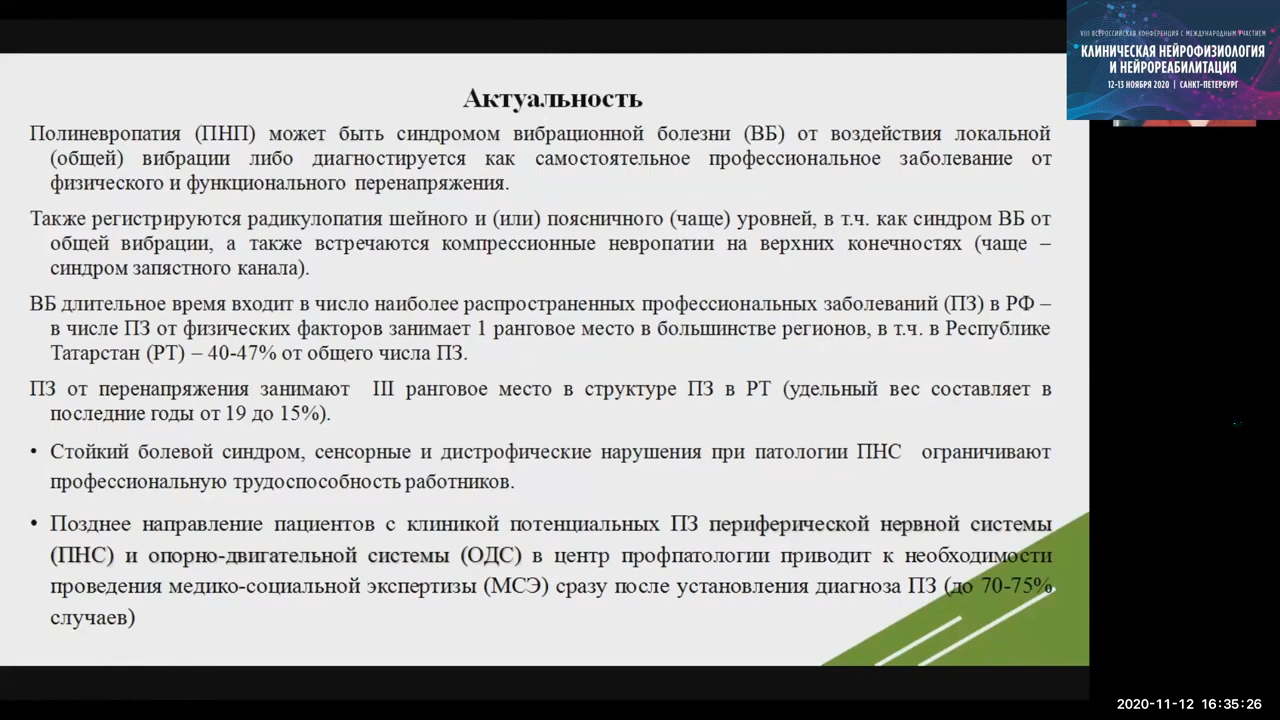 VIII ВСЕРОССИЙСКАЯ КОНФЕРЕНЦИЯ С МЕЖДУНАРОДНЫМ УЧАСТИЕМ
КЛИНИЧЕСКАЯ НЕЙРОФИЗИОЛОГИЯ
И НЕЙРОРЕАБИЛИТАЦИЯ
12-13 НОЯБРЯ 2020 | САНКТ-ПЕТЕРБУРГ
Актуальность
Полиневропатия (ПНП) может быть синдромом вибрационной болезни (ВБ) от воздействия локальной
(общей) вибрации либо диагностируется как самостоятельное профессиональное заболевание от
физического и функционального перенапряжения.
Также регистрируются радикулопатия шейного и (или) поясничного (чаще) уровней, в т.ч. как синдром ВБ от
общей вибрации, а также встречаются компрессионные невропатии на верхних конечностях (чаще –
синдром запястного канала).
ВБ длительное время входит в число наиболее распространенных профессиональных заболеваний (ПЗ) в РФ –
в числе ПЗ от физических факторов занимает 1 ранговое место в большинстве регионов, в т.ч. в Республике
Татарстан (РТ) – 40-47% от общего числа ПЗ.
ПЗ от перенапряжения занимают III ранговое место в структуре ПЗ в РТ (удельный вес составляет в
последние годы от 19 до 15%).
• Стойкий болевой синдром, сенсорные и дистрофические нарушения при патологии ПНС ограничивают
профессиональную трудоспособность работников.
• Позднее направление пациентов с клиникой потенциальных ПЗ периферической нервной системы
(ПНС) и опорно-двигательной системы (ОДС) в центр профпатологии приводит к необходимости
проведения медико-социальной экспертизы (МСЭ) сразу после установления диагноза ПЗ (до 70-75%
случаев)
2020-11-12 16:35:26